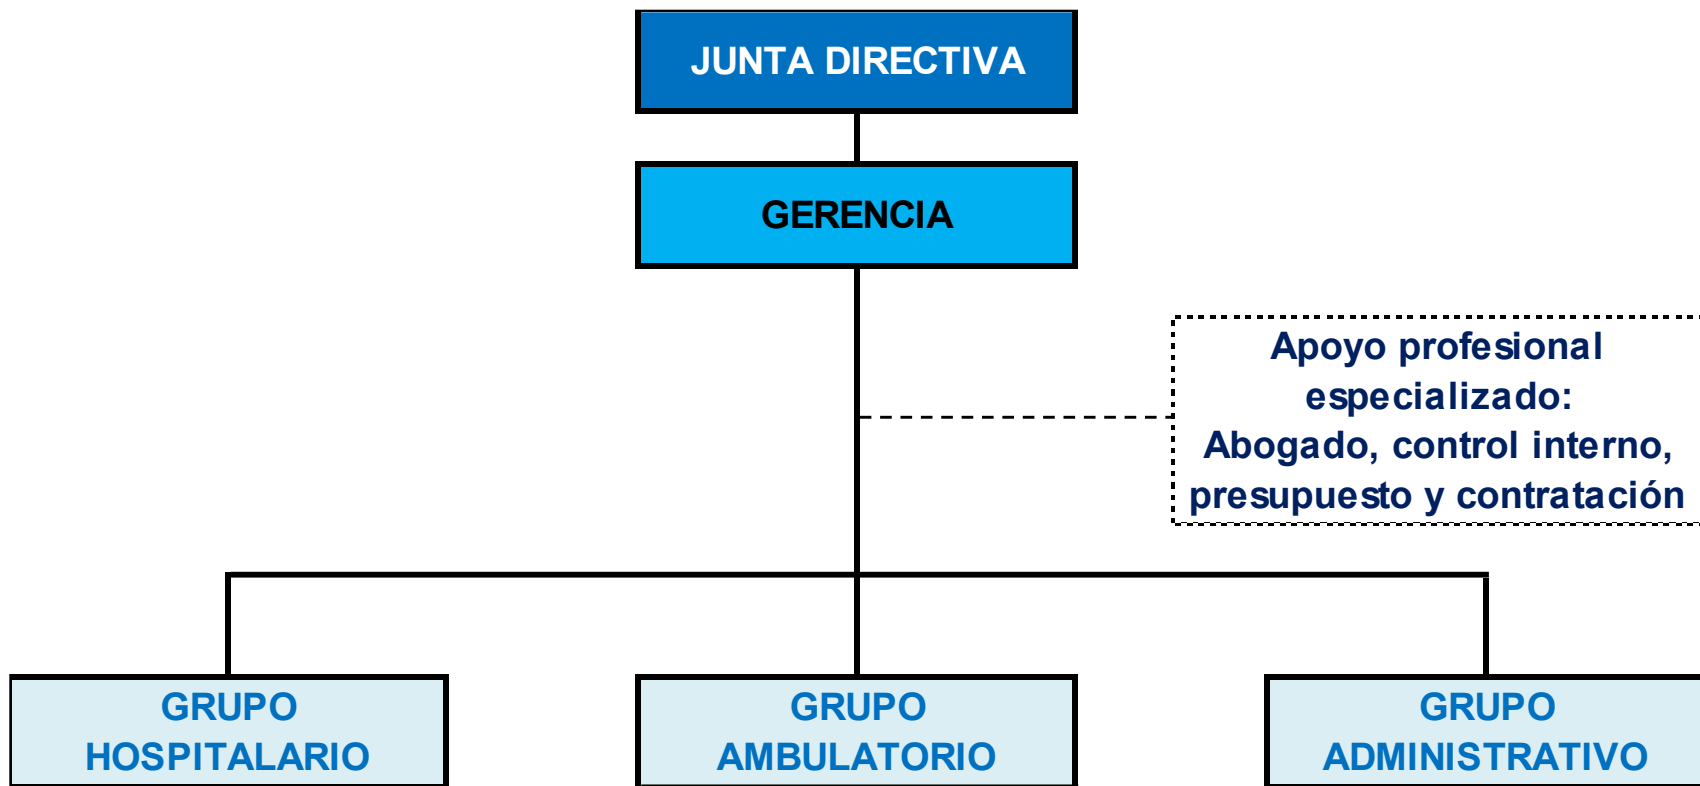 JUNTA DIRECTIVA
GERENCIA
Apoyo profesional
especializado:
Abogado, control interno,
presupuesto y contratación
GRUPO
HOSPITALARIO
GRUPO
AMBULATORIO
GRUPO
ADMINISTRATIVO